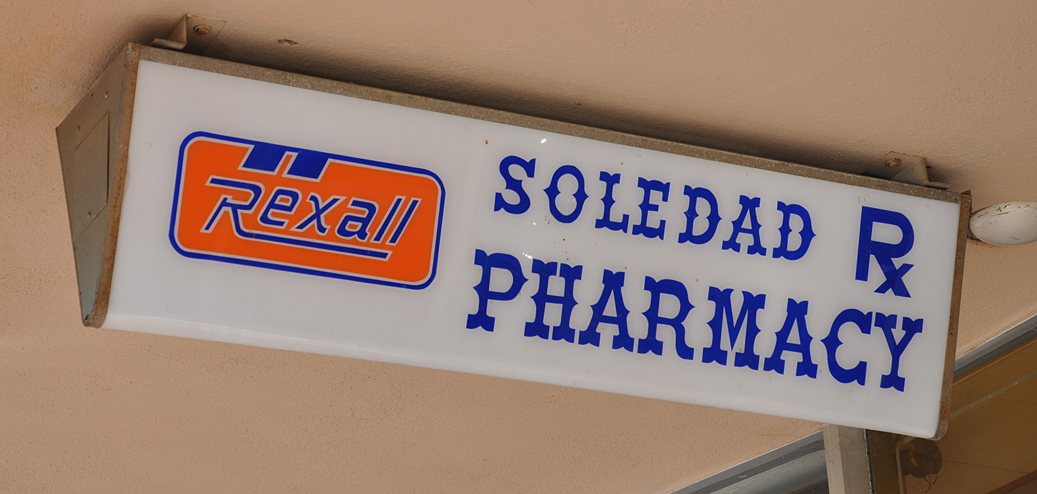 Rexall
SOLEDAD Rx
PHARMACY